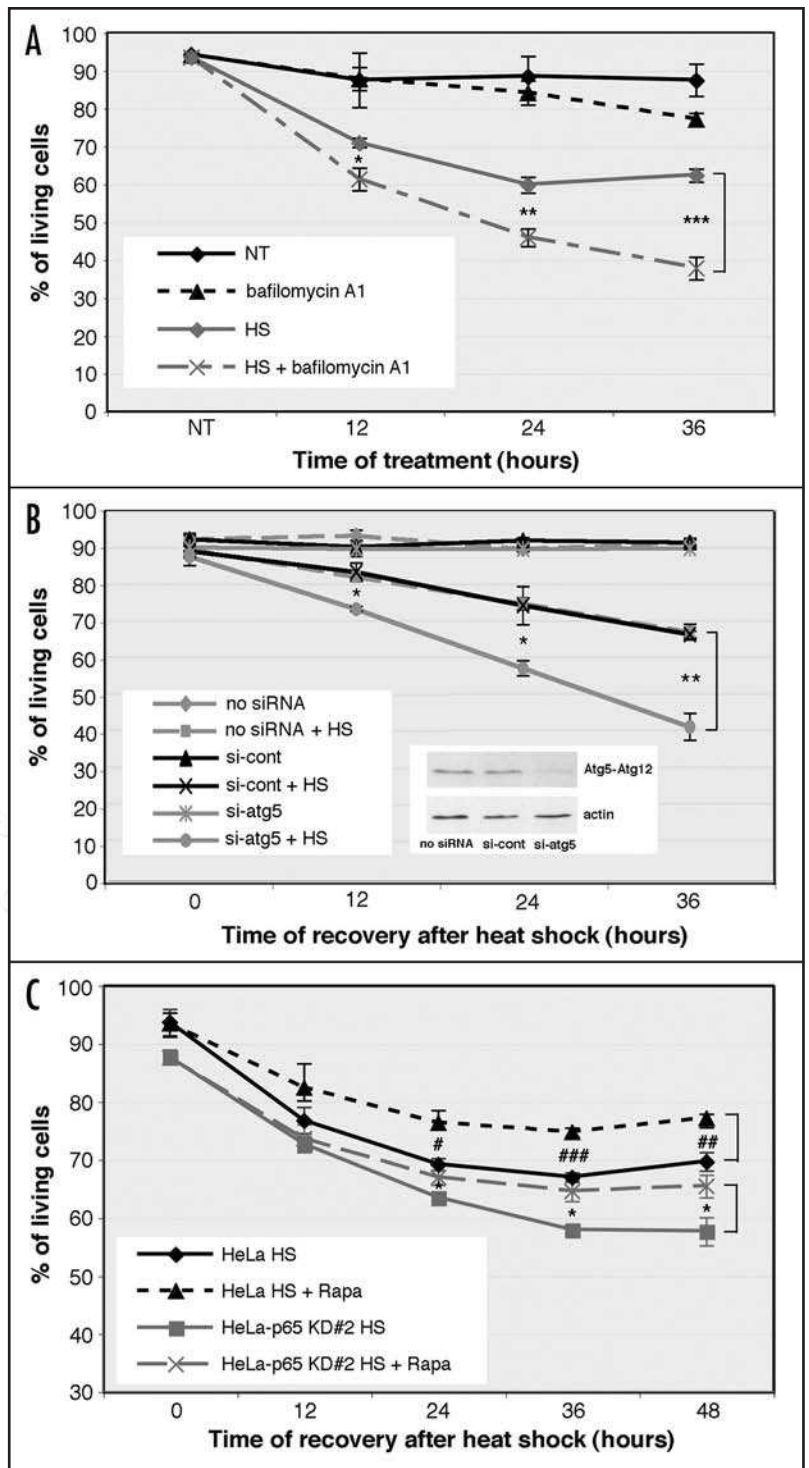 A
100
90
80
70
60
50
40
30
20
10
0
% of living cells
*
**
***
NT
bafilomycin A1
HS
HS + bafilomycin A1
NT 12 24 36
Time of treatment (hours)
B
100
90
80
70
60
50
40
30
20
10
0
% of living cells
*
*
**
no siRNA
no siRNA + HS
si-cont
si-cont + HS
si-atg5
si-atg5 + HS
Atg5-Atg12
actin
no siRNA si-cont si-atg5
0 12 24 36
Time of recovery after heat shock (hours)
C
100
90
80
70
60
50
40
30
% of living cells
# ### ##
* * *
HeLa HS
HeLa HS + Rapa
HeLa-p65 KD#2 HS
HeLa-p65 KD#2 HS + Rapa
0 12 24 36 48
Time of recovery after heat shock (hours)